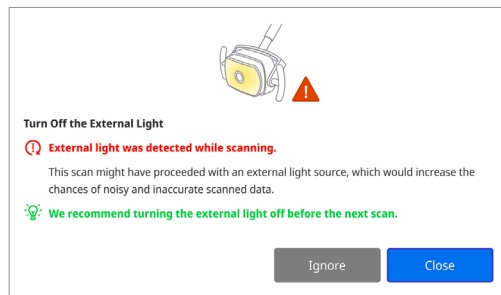 Turn Off the External Light
External light was detected while scanning.
This scan might have proceeded with an external light source, which would increase the
chances of noisy and inaccurate scanned data.
We recommend turning the external light off before the next scan.
Ignore
Close